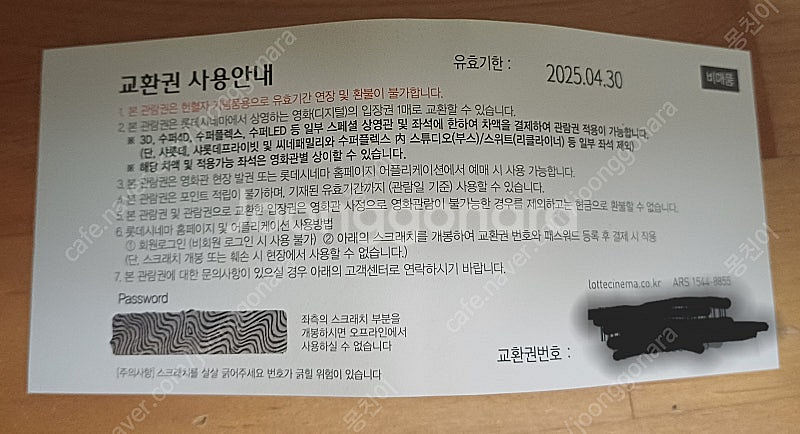 교환권 사용안내
유효기한 : 2025.04.30
비매품
1. 본 관람권은 헌혈자 기념품용으로 유효기간 연장 및 환불이 불가합니다.
2. 본 관람권은 롯데시네마에서 상영하는 영화(디지털)의 입장권 1매로 교환할 수 있습니다.
※ 3D, 수퍼4D, 수퍼플렉스, 수퍼LED 등 일부 스페셜 상영관 및 좌석에 한하여 차액을 결제하여 관람권 적용이 가능합니다.
(단, 샤롯데, 샤롯데프라이빗 및 씨네패밀리와 수퍼플렉스 內 스튜디오(부스)/스위트(리클라이너) 등 일부 좌석 제외)
※ 해당 차액 및 적용가능 좌석은 영화관별 상이할 수 있습니다.
3. 본 관람권은 영화관 현장 발권 또는 롯데시네마 홈페이지 어플리케이션에서 예매 시 사용 가능합니다.
4. 본 관람권은 포인트 적립이 불가하며, 기재된 유효기간까지 (관람일 기준) 사용할 수 있습니다.
5. 본 관람권 및 관람권으로 교환한 입장권은 영화관 사정으로 영화관람이 불가능한 경우를 제외하고는 현금으로 환불할 수 없습니다.
6. 롯데시네마 홈페이지 및 어플리케이션 사용방법
① 회원로그인 (비회원 로그인 시 사용 불가) ② 아래의 스크래치를 개봉하여 교환권 번호와 패스워드 등록 후 결제 시 적용
(단, 스크래치 개봉 또는 훼손 시 현장에서 사용할 수 없습니다.)
7. 본 관람권에 대한 문의사항이 있으실 경우 아래의 고객센터로 연락하시기 바랍니다.
lottecinema.co.kr ARS 1544-8855
Password
좌측의 스크래치 부분을
개봉하시면 오프라인에서
사용하실 수 없습니다
교환권번호 :
[주의사항] 스크래치를 살살 긁어주세요 번호가 긁힐 위험이 있습니다
joonggonara
cafe.naver.com/joonggonara
몽친이